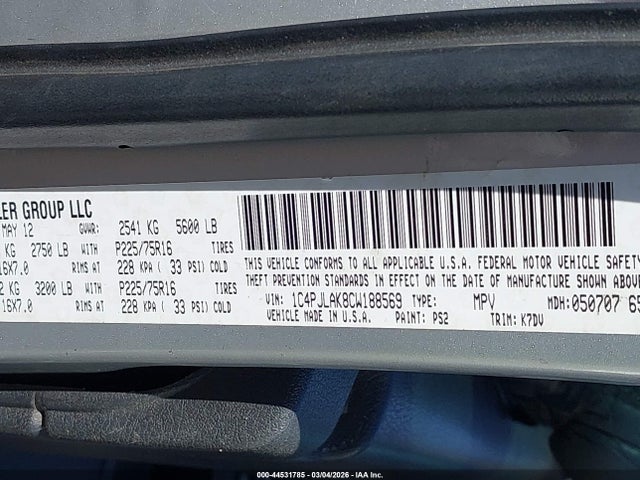 LER GROUP LLC
MAY 12 GVWR: 2541 KG 5600 LB
KG 2750 LB WITH P225/75R16 TIRES
16X7.0 RIMS AT 228 KPA ( 33 PSI) COLD
KG 3200 LB WITH P225/75R16 TIRES
16X7.0 RIMS AT 228 KPA ( 33 PSI) COLD
THIS VEHICLE CONFORMS TO ALL APPLICABLE U.S.A. FEDERAL MOTOR VEHICLE SAFETY
THEFT PREVENTION STANDARDS IN EFFECT ON THE DATE OF MANUFACTURE SHOWN ABOVE
VIN: 1C4PJLAK8CW188569 TYPE: MPV MDH: 050707 65
VEHICLE MADE IN U.S.A. PAINT: PS2 TRIM: K7DV
000-44531785 - 03/04/2026 - IAA Inc.